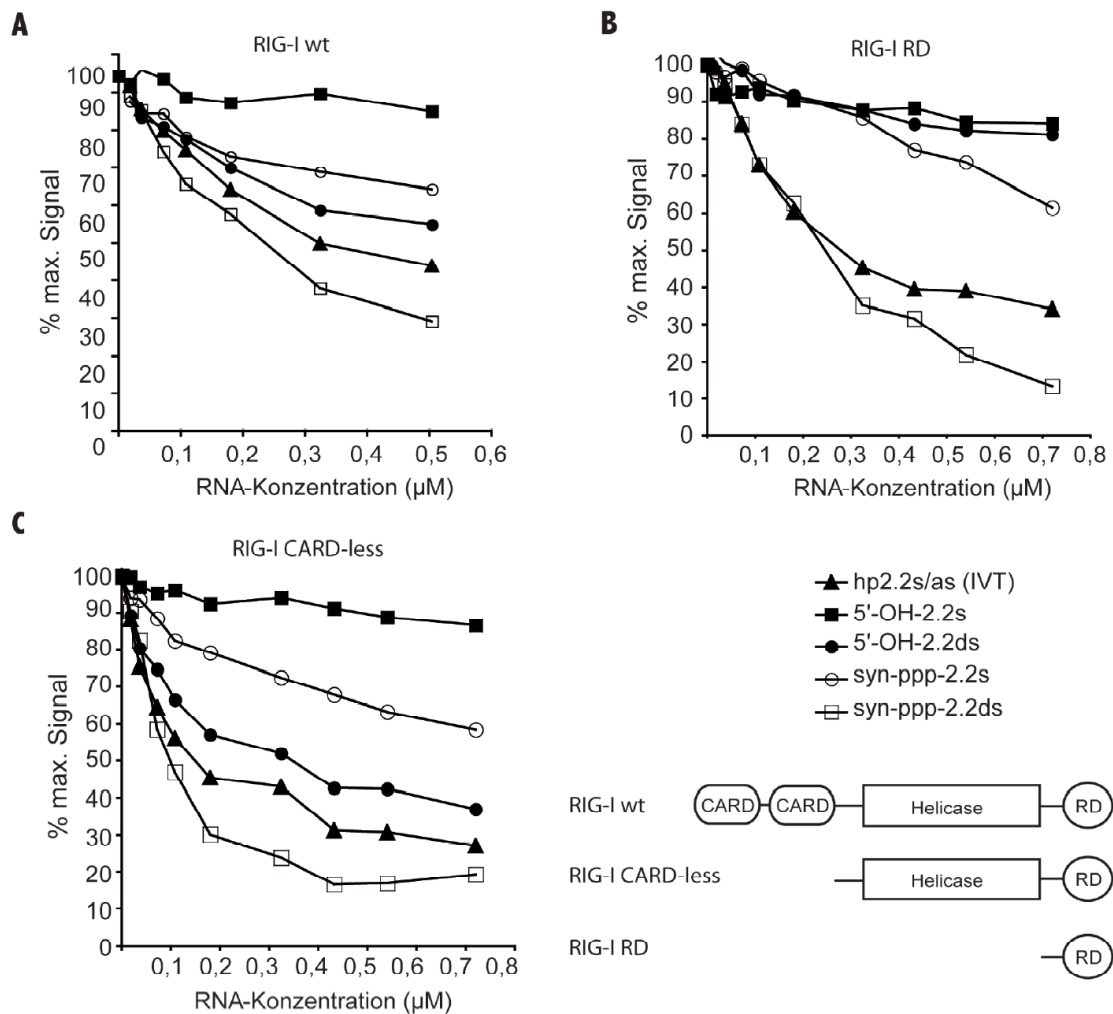 A
RIG-I wt
% max. Signal
100
90
80
70
60
50
40
30
20
10
0
0,1 0,2 0,3 0,4 0,5 0,6
RNA-Konzentration (µM)
B
RIG-I RD
% max. Signal
100
90
80
70
60
50
40
30
20
10
0
0,1 0,2 0,3 0,4 0,5 0,6 0,7 0,8
RNA-Konzentration (µM)
C
RIG-I CARD-less
% max. Signal
100
90
80
70
60
50
40
30
20
10
0
0,1 0,2 0,3 0,4 0,5 0,6 0,7 0,8
RNA-Konzentration (µM)
hp2.2s/as (IVT)
5'-OH-2.2s
5'-OH-2.2ds
syn-ppp-2.2s
syn-ppp-2.2ds
RIG-I wt CARD CARD Helicase RD
RIG-I CARD-less Helicase RD
RIG-I RD RD